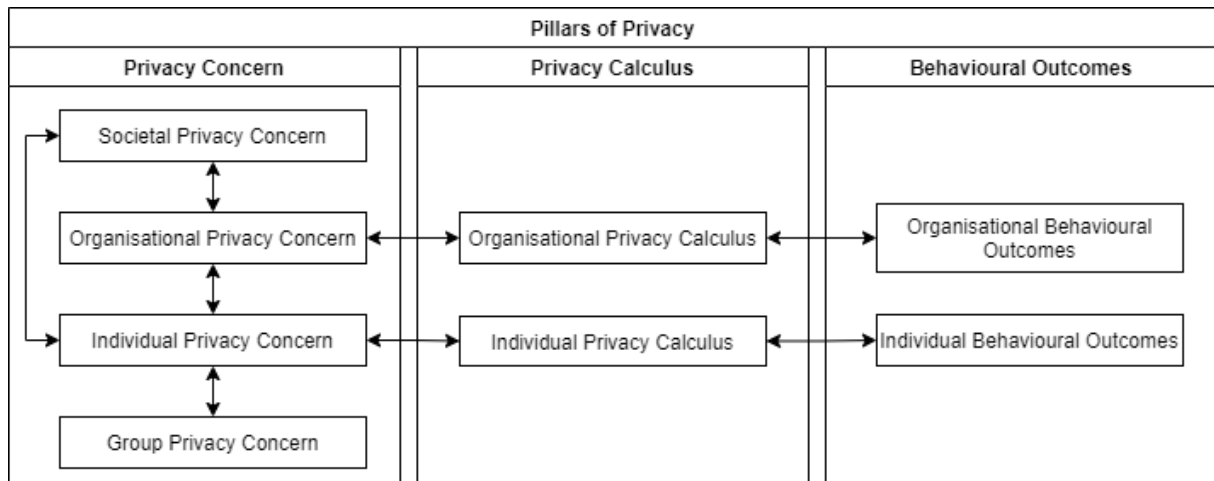 Pillars of Privacy
Privacy Concern
Privacy Calculus
Behavioural Outcomes
Societal Privacy Concern
Organisational Privacy Concern
Organisational Privacy Calculus
Organisational Behavioural
Outcomes
Individual Privacy Concern
Individual Privacy Calculus
Individual Behavioural Outcomes
Group Privacy Concern